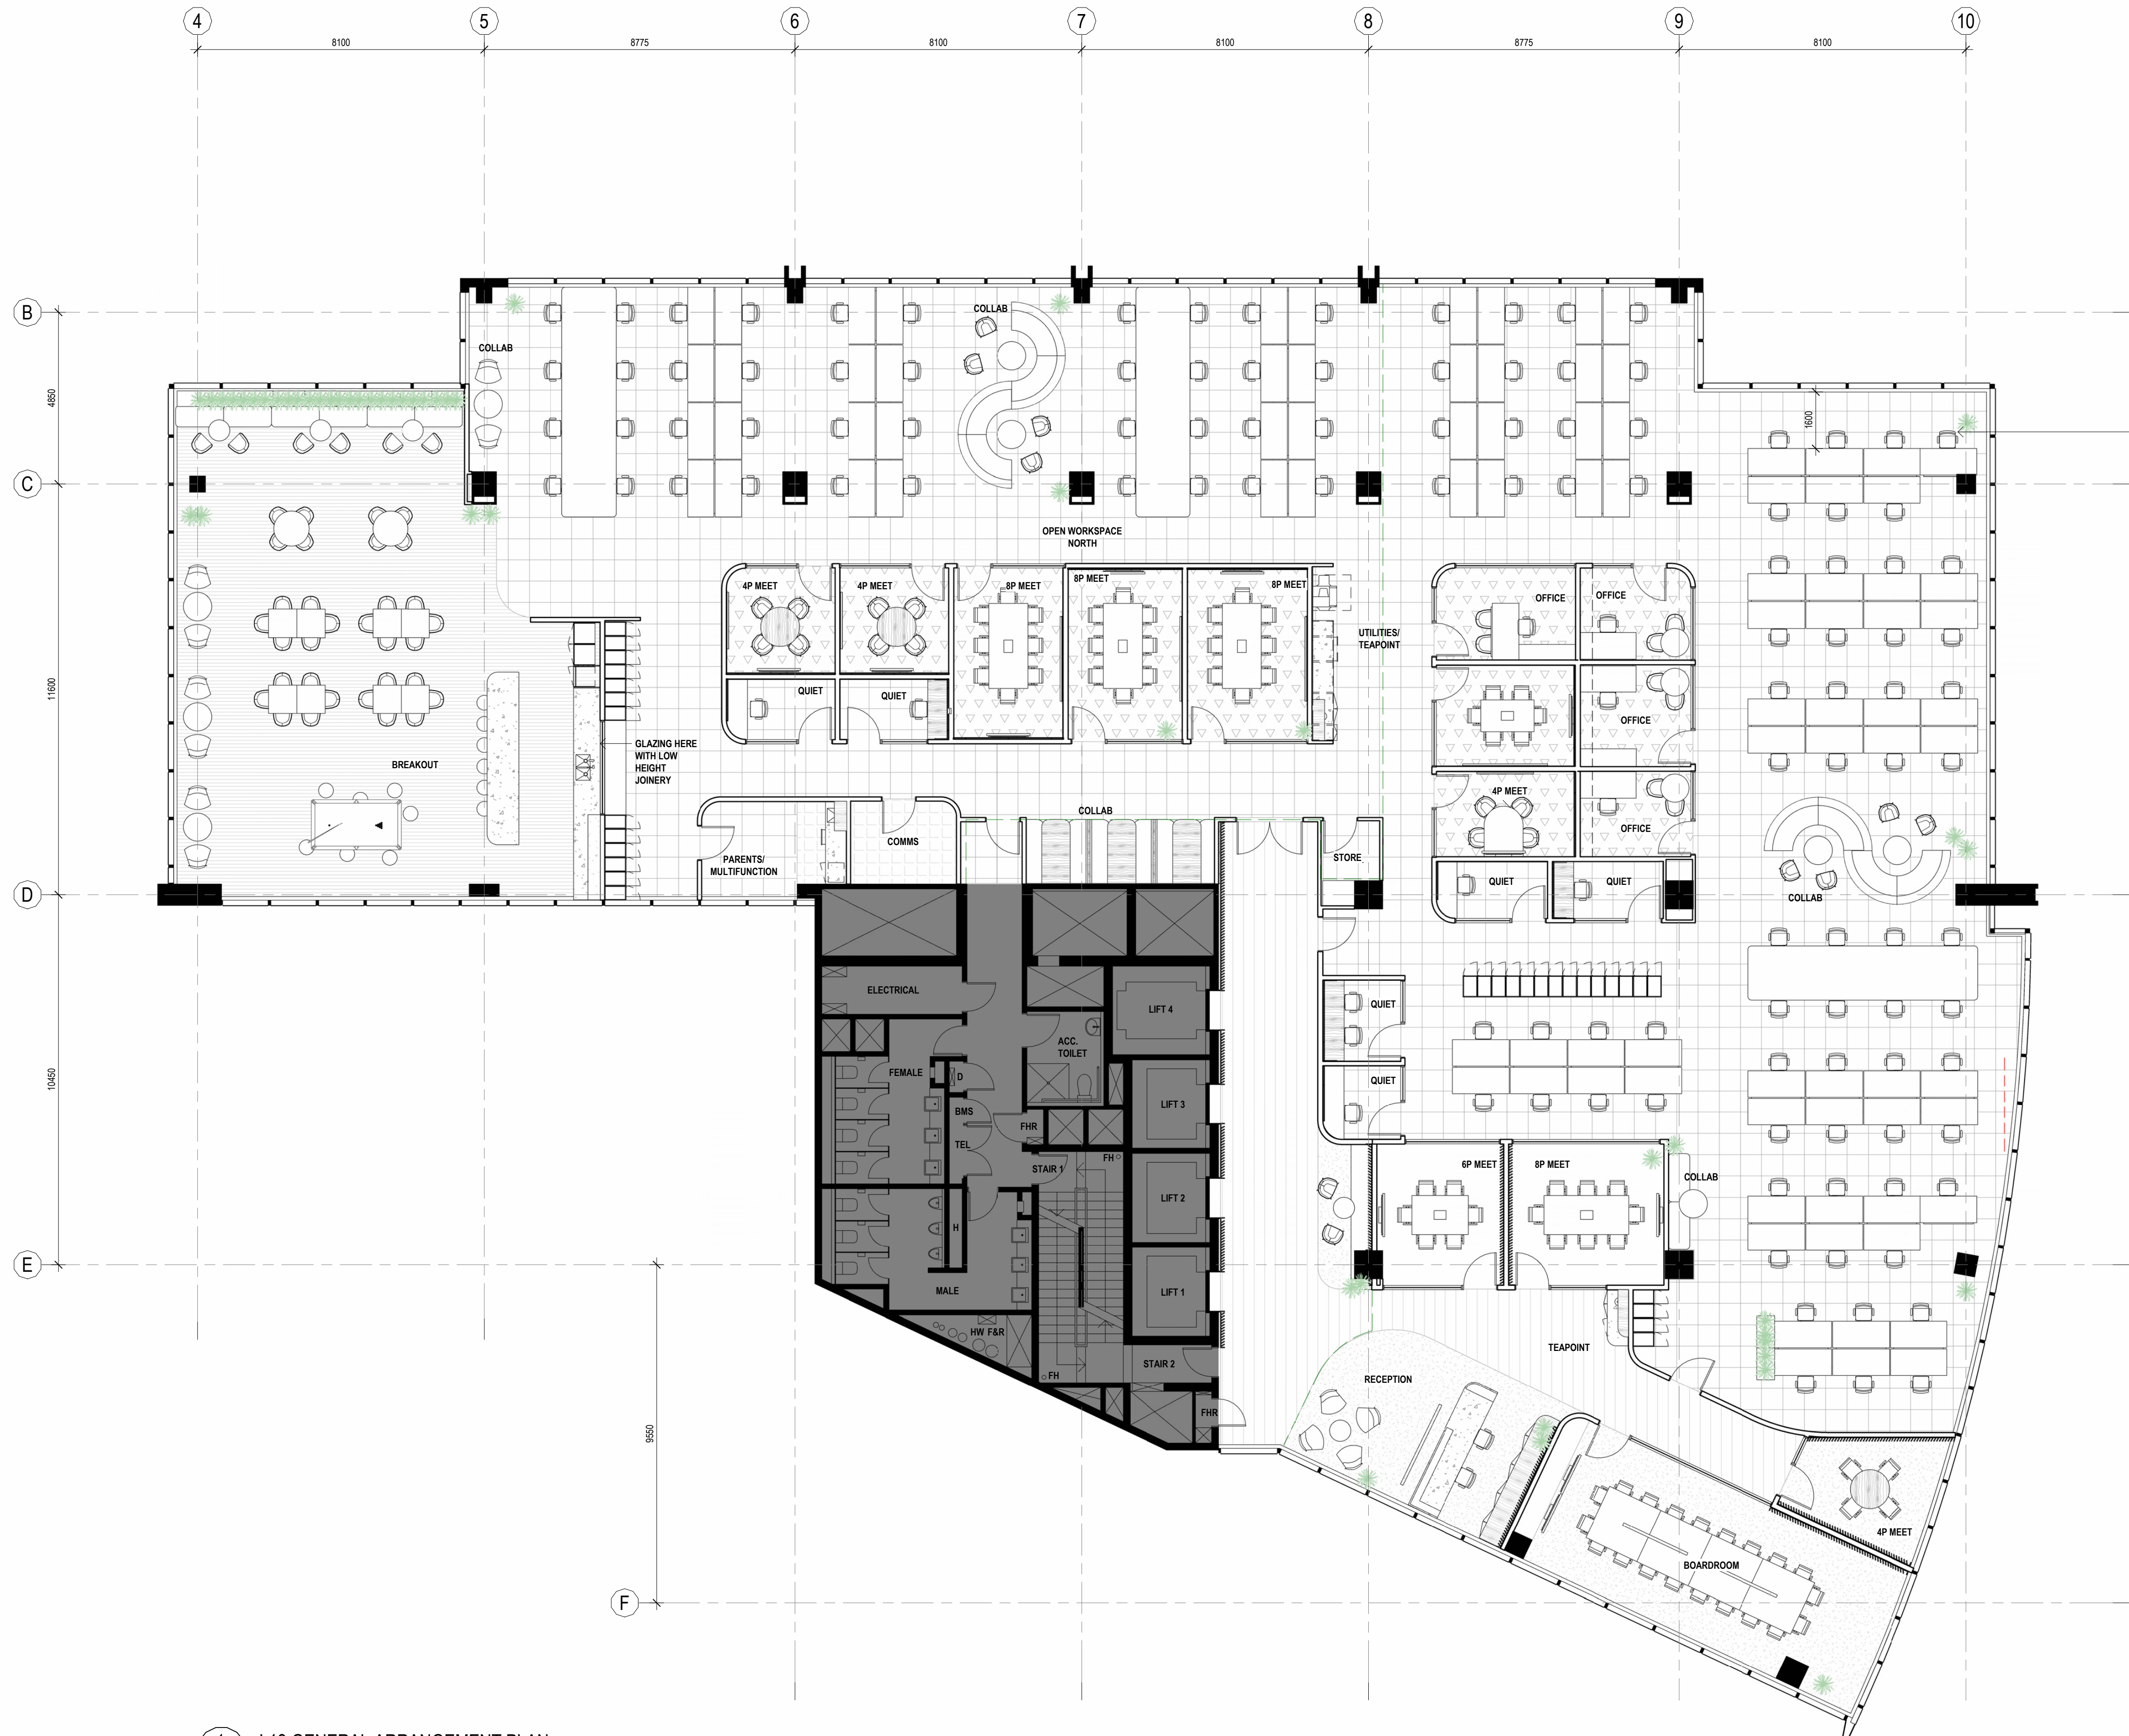 4
5
6
7
8
9
10
8100
8775
8100
8100
8775
8100
B
C
D
E
F
4850
11600
10450
9550
1600
COLLAB
COLLAB
OPEN WORKSPACE
NORTH
4P MEET
4P MEET
8P MEET
8P MEET
8P MEET
OFFICE
OFFICE
UTILITIES/
TEAPOINT
QUIET
QUIET
OFFICE
GLAZING HERE
WITH LOW
HEIGHT
JOINERY
BREAKOUT
4P MEET
COLLAB
OFFICE
COMMS
PARENTS/
MULTIFUNCTION
STORE
QUIET
QUIET
COLLAB
ELECTRICAL
LIFT 4
QUIET
ACC.
TOILET
FEMALE
D
QUIET
BMS
LIFT 3
FHR
TEL
FH
STAIR 1
6P MEET
8P MEET
COLLAB
LIFT 2
H
MALE
LIFT 1
HW F&R
TEAPOINT
STAIR 2
FH
RECEPTION
FHR
4P MEET
BOARDROOM